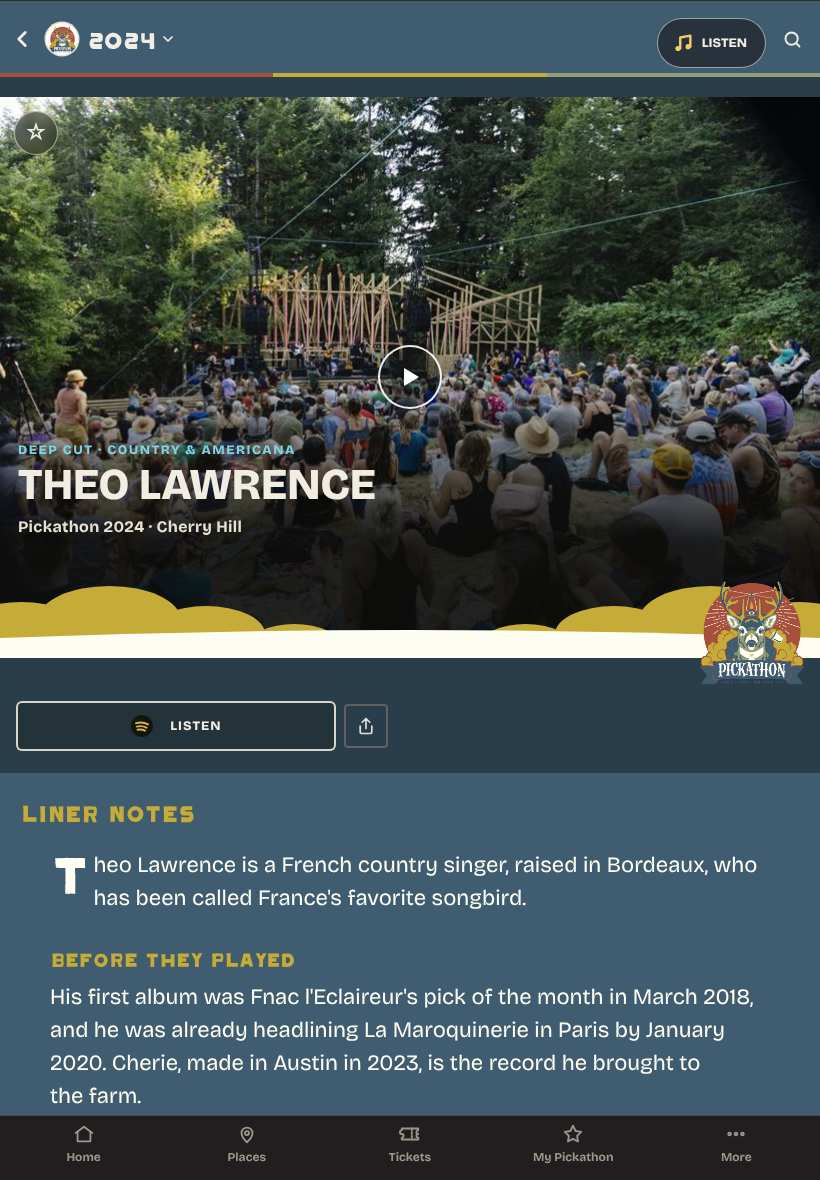 2024
LISTEN
DEEP CUT • COUNTRY & AMERICANA
THEO LAWRENCE
Pickathon 2024 · Cherry Hill
PICKATHON
LISTEN
LINER NOTES
Theo Lawrence is a French country singer, raised in Bordeaux, who
has been called France's favorite songbird.
BEFORE THEY PLAYED
His first album was Fnac l'Eclaireur's pick of the month in March 2018,
and he was already headlining La Maroquinerie in Paris by January
2020. Cherie, made in Austin in 2023, is the record he brought to
the farm.
Home
Places
Tickets
My Pickathon
More